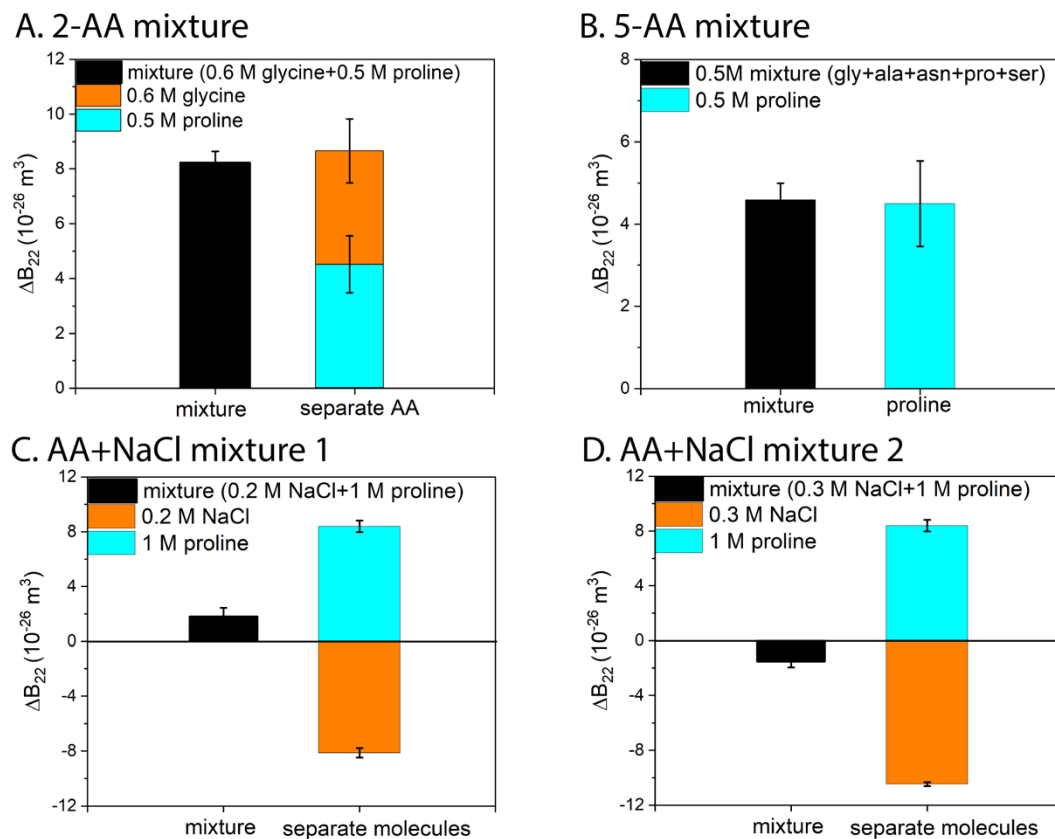 A. 2-AA mixture
mixture (0.6 M glycine+0.5 M proline)
0.6 M glycine
0.5 M proline
ΔB₂₂ (10⁻²⁶ m³)
12
10
8
6
4
2
0
mixture
separate AA
B. 5-AA mixture
0.5M mixture (gly+ala+asn+pro+ser)
0.5 M proline
ΔB₂₂ (10⁻²⁶ m³)
8
6
4
2
0
mixture
proline
C. AA+NaCl mixture 1
mixture (0.2 M NaCl+1 M proline)
0.2 M NaCl
1 M proline
ΔB₂₂ (10⁻²⁶ m³)
12
8
4
0
-4
-8
-12
mixture
separate molecules
D. AA+NaCl mixture 2
mixture (0.3 M NaCl+1 M proline)
0.3 M NaCl
1 M proline
ΔB₂₂ (10⁻²⁶ m³)
12
8
4
0
-4
-8
-12
mixture
separate molecules